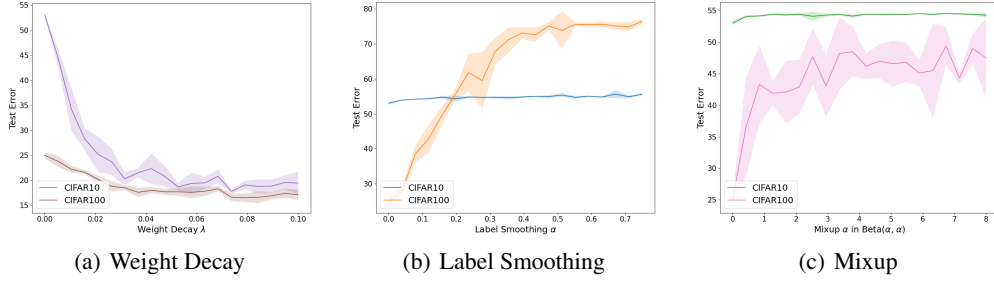 55
50
45
40
35
30
25
20
15
Test Error
CIFAR10
CIFAR100
0.00 0.02 0.04 0.06 0.08 0.10
Weight Decay λ
(a) Weight Decay
80
70
60
50
40
30
Test Error
CIFAR10
CIFAR100
0.0 0.1 0.2 0.3 0.4 0.5 0.6 0.7
Label Smoothing α
(b) Label Smoothing
55
50
45
40
35
30
25
Test Error
CIFAR10
CIFAR100
0 1 2 3 4 5 6 7 8
Mixup α in Beta(α, α)
(c) Mixup